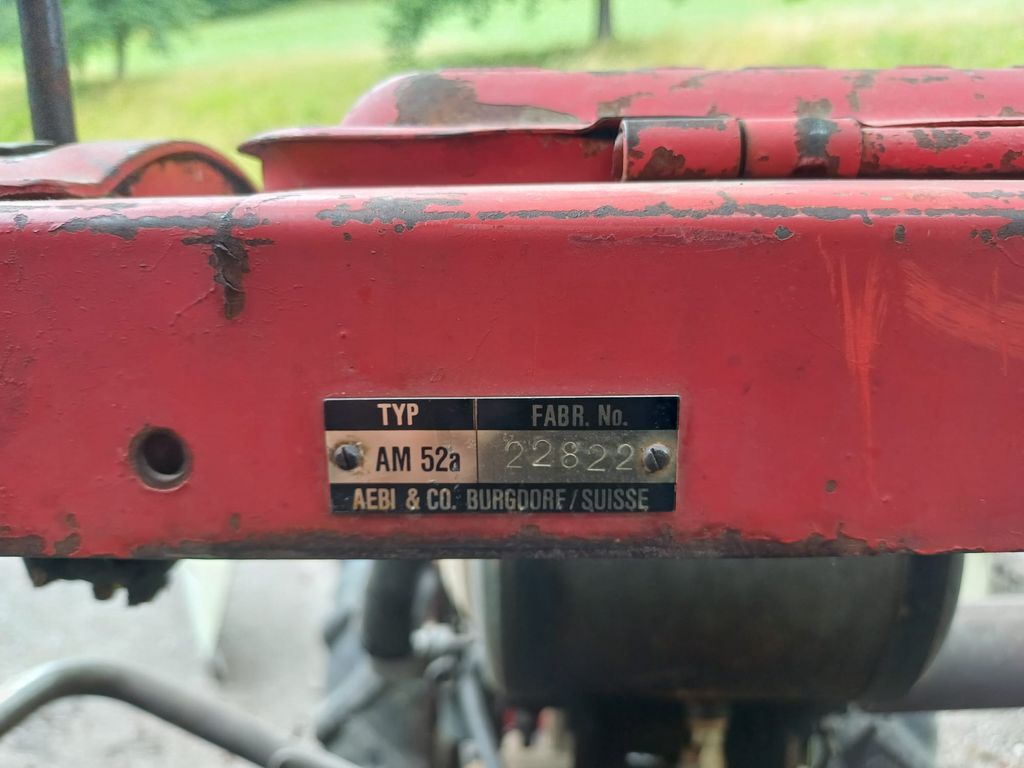 TYP FABR. No.
AM 52a 22822
AEBI & CO. BURGDORF/SUISSE